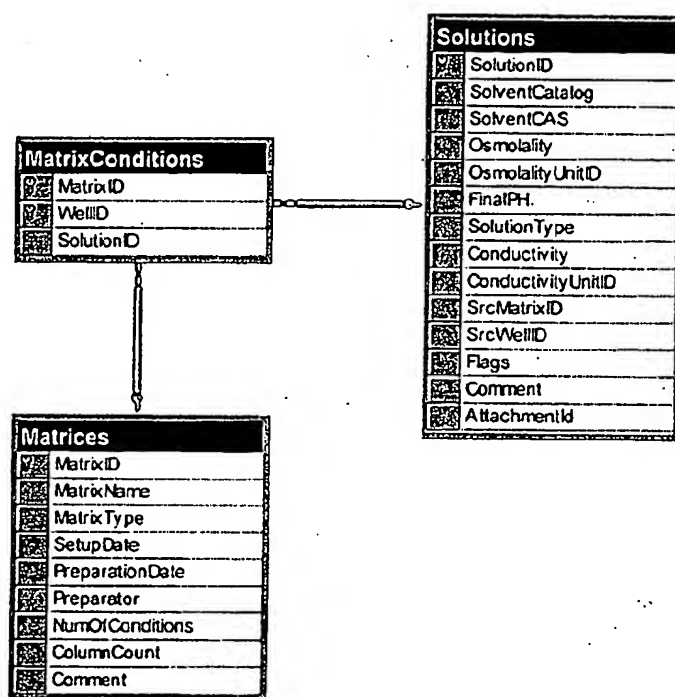 Solutions
SolutionID
SolventCatalog
SolventCAS
Osmolality
OsmolalityUnitID
FinalPH.
SolutionType
Conductivity
ConductivityUnitID
SrcMatrixID
SrcWellID
Flags
Comment
AttachmentId
MatrixConditions
MatrixID
WellID
SolutionID
Matrices
MatrixID
MatrixName
MatrixType
SetupDate
PreparationDate
Preparator
NumOfConditions
ColumnCount
Comment